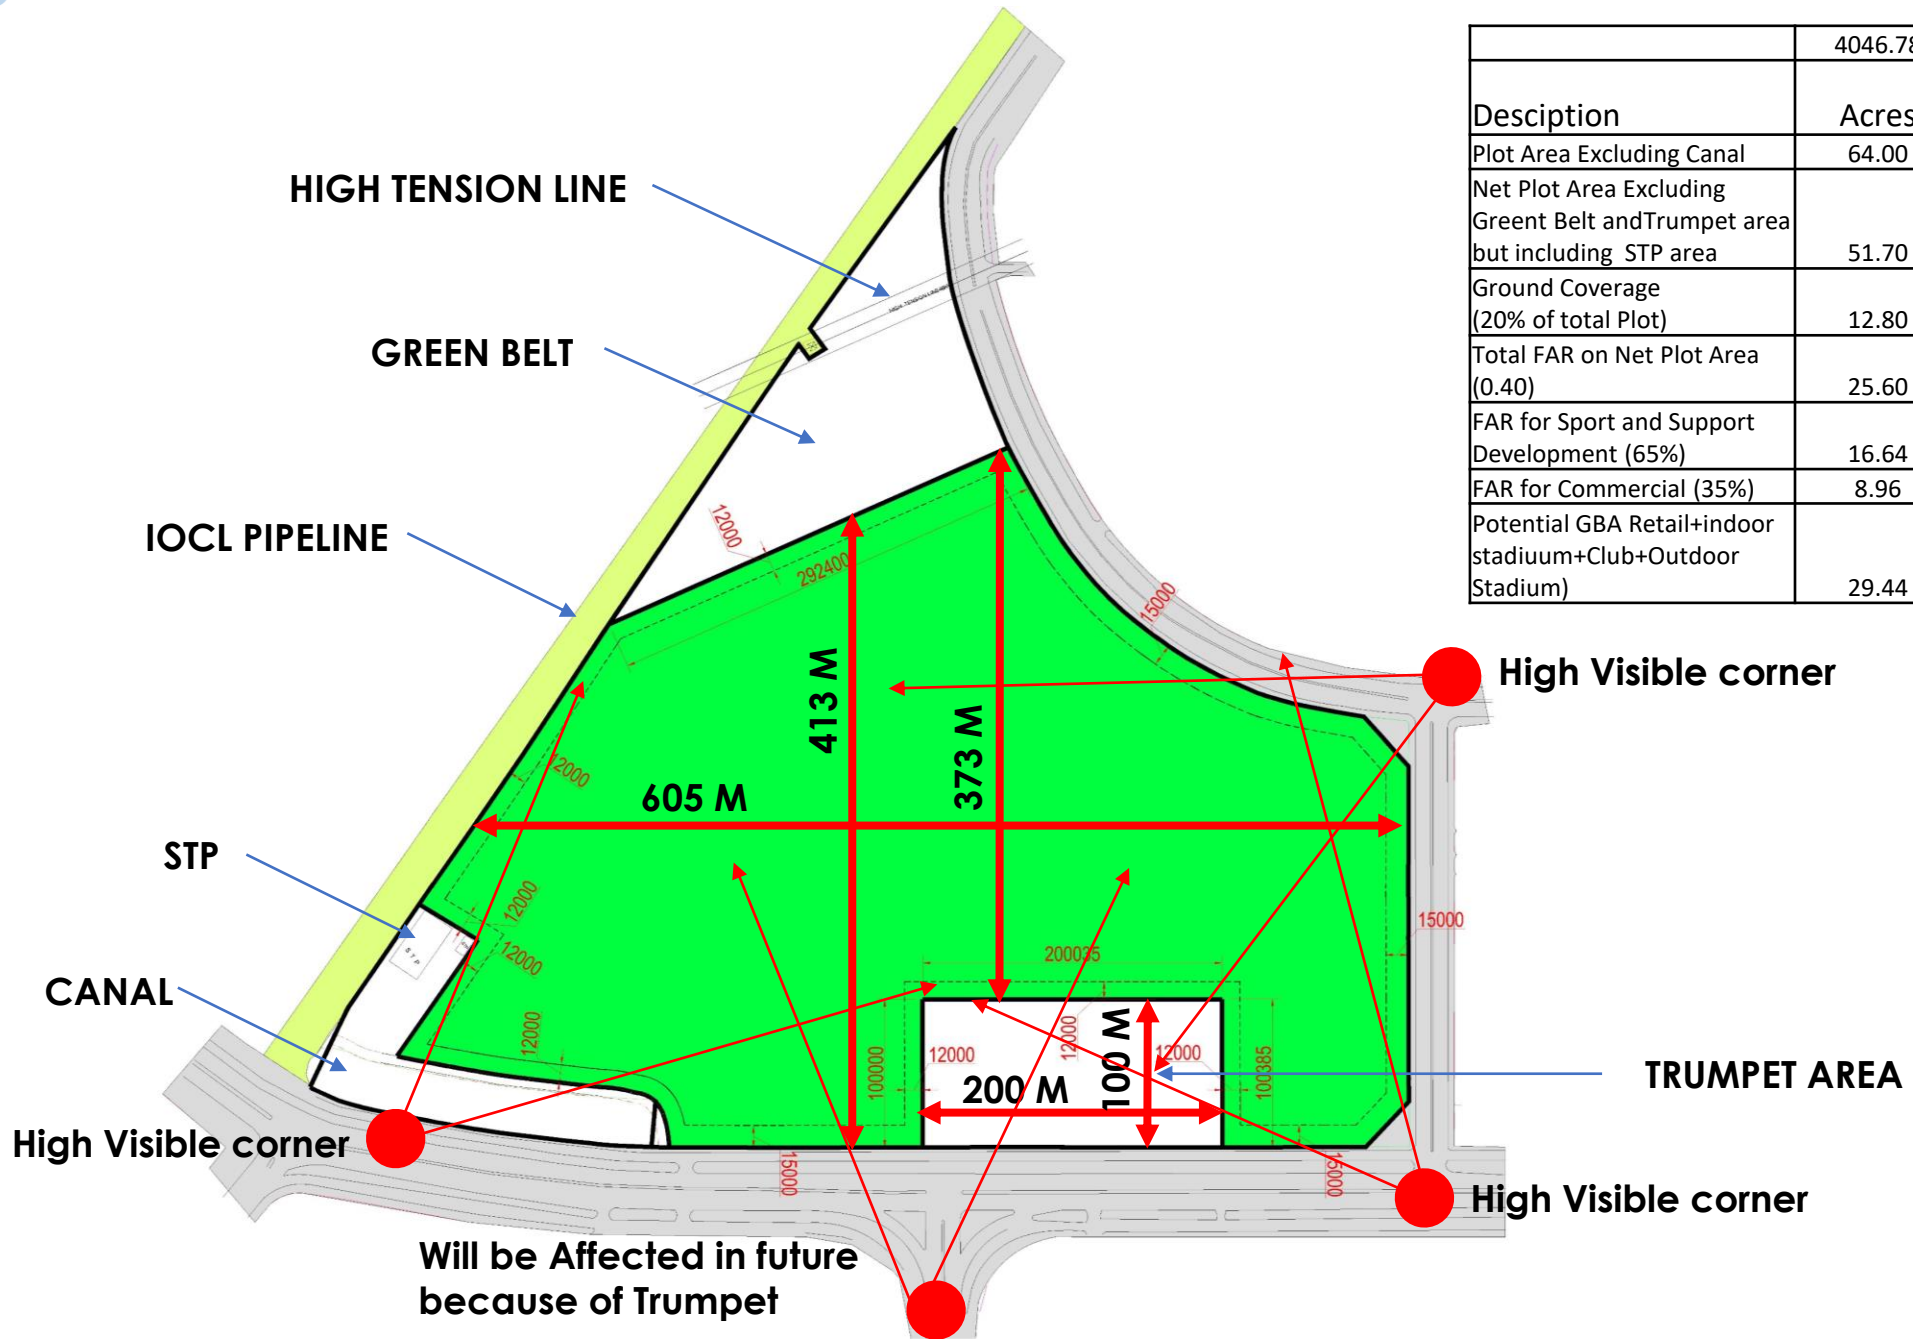 4046.78
Desciption
Acres
Plot Area Excluding Canal
64.00
Net Plot Area Excluding
Greent Belt andTrumpet area
but including STP area
51.70
Ground Coverage
(20% of total Plot)
12.80
Total FAR on Net Plot Area
(0.40)
25.60
FAR for Sport and Support
Development (65%)
16.64
FAR for Commercial (35%)
8.96
Potential GBA Retail+indoor
stadiuum+Club+Outdoor
Stadium)
29.44
HIGH TENSION LINE
HIGH TENSION LINE
GREEN BELT
IOCL PIPELINE
12000
292400
15000
High Visible corner
413 M
373 M
12000
605 M
STP
12000
12000
S.T.P
15000
200035
CANAL
12000
100000
12000
12000
12000
100385
100 M
200 M
TRUMPET AREA
High Visible corner
15000
15000
High Visible corner
Will be Affected in future
because of Trumpet